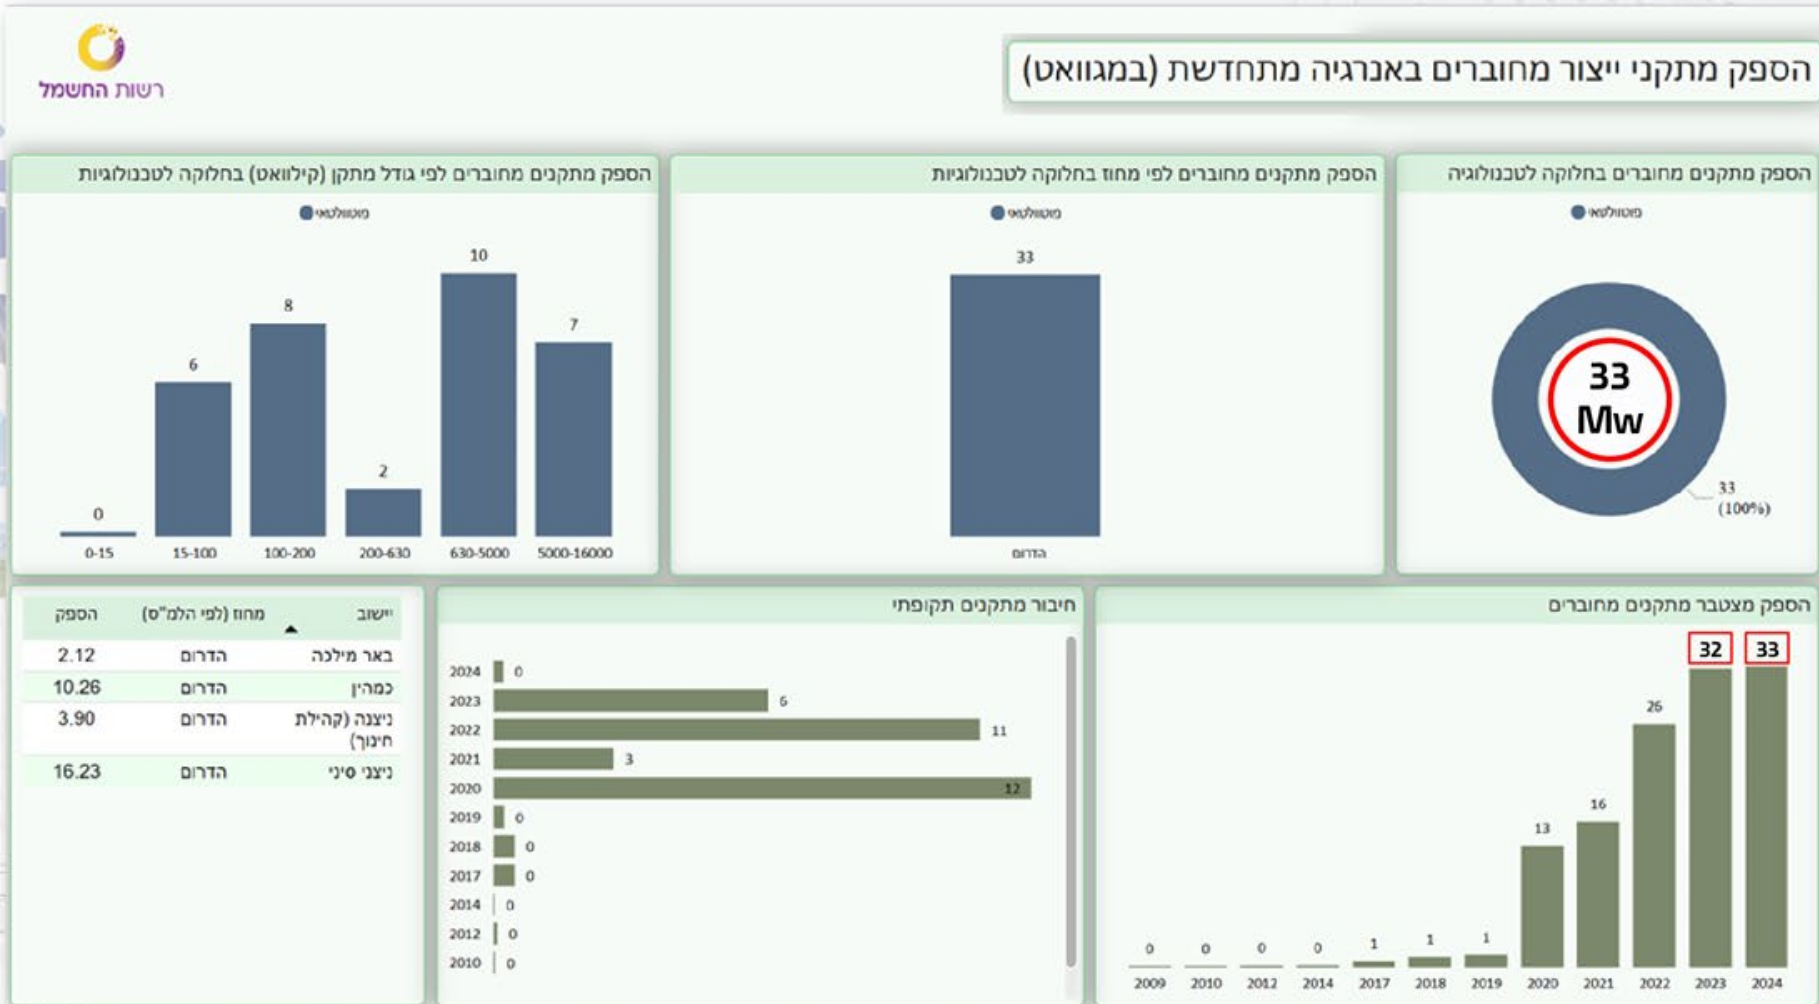 הספק מתקני ייצור מחוברים באנרגיה מתחדשת (במגוואט)
רשות החשמל
הספק מתקנים מחוברים בחלוקה לטכנולוגיה
פוטוולטאי
33
Mw
33
(100%)
הספק מתקנים מחוברים לפי מחוז בחלוקה לטכנולוגיות
פוטוולטאי
33
הדרום
הספק מתקנים מחוברים לפי גודל מתקן (קילוואט) בחלוקה לטכנולוגיות
פוטוולטאי
0 6 8 2 10 7
0-15 15-100 100-200 200-630 630-5000 5000-16000
הספק מצטבר מתקנים מחוברים
0 0 0 0 1 1 1 13 16 26 32 33
2009 2010 2012 2014 2017 2018 2019 2020 2021 2022 2023 2024
חיבור מתקנים תקופתי
2024 0
2023 6
2022 11
2021 3
2020 12
2019 0
2018 0
2017 0
2014 0
2012 0
2010 0
יישוב מחוז (לפי הלמ"ס) הספק
באר מילכה הדרום 2.12
כמהין הדרום 10.26
ניצנה (קהילת הדרום 3.90
חינוך)
ניצני סיני הדרום 16.23